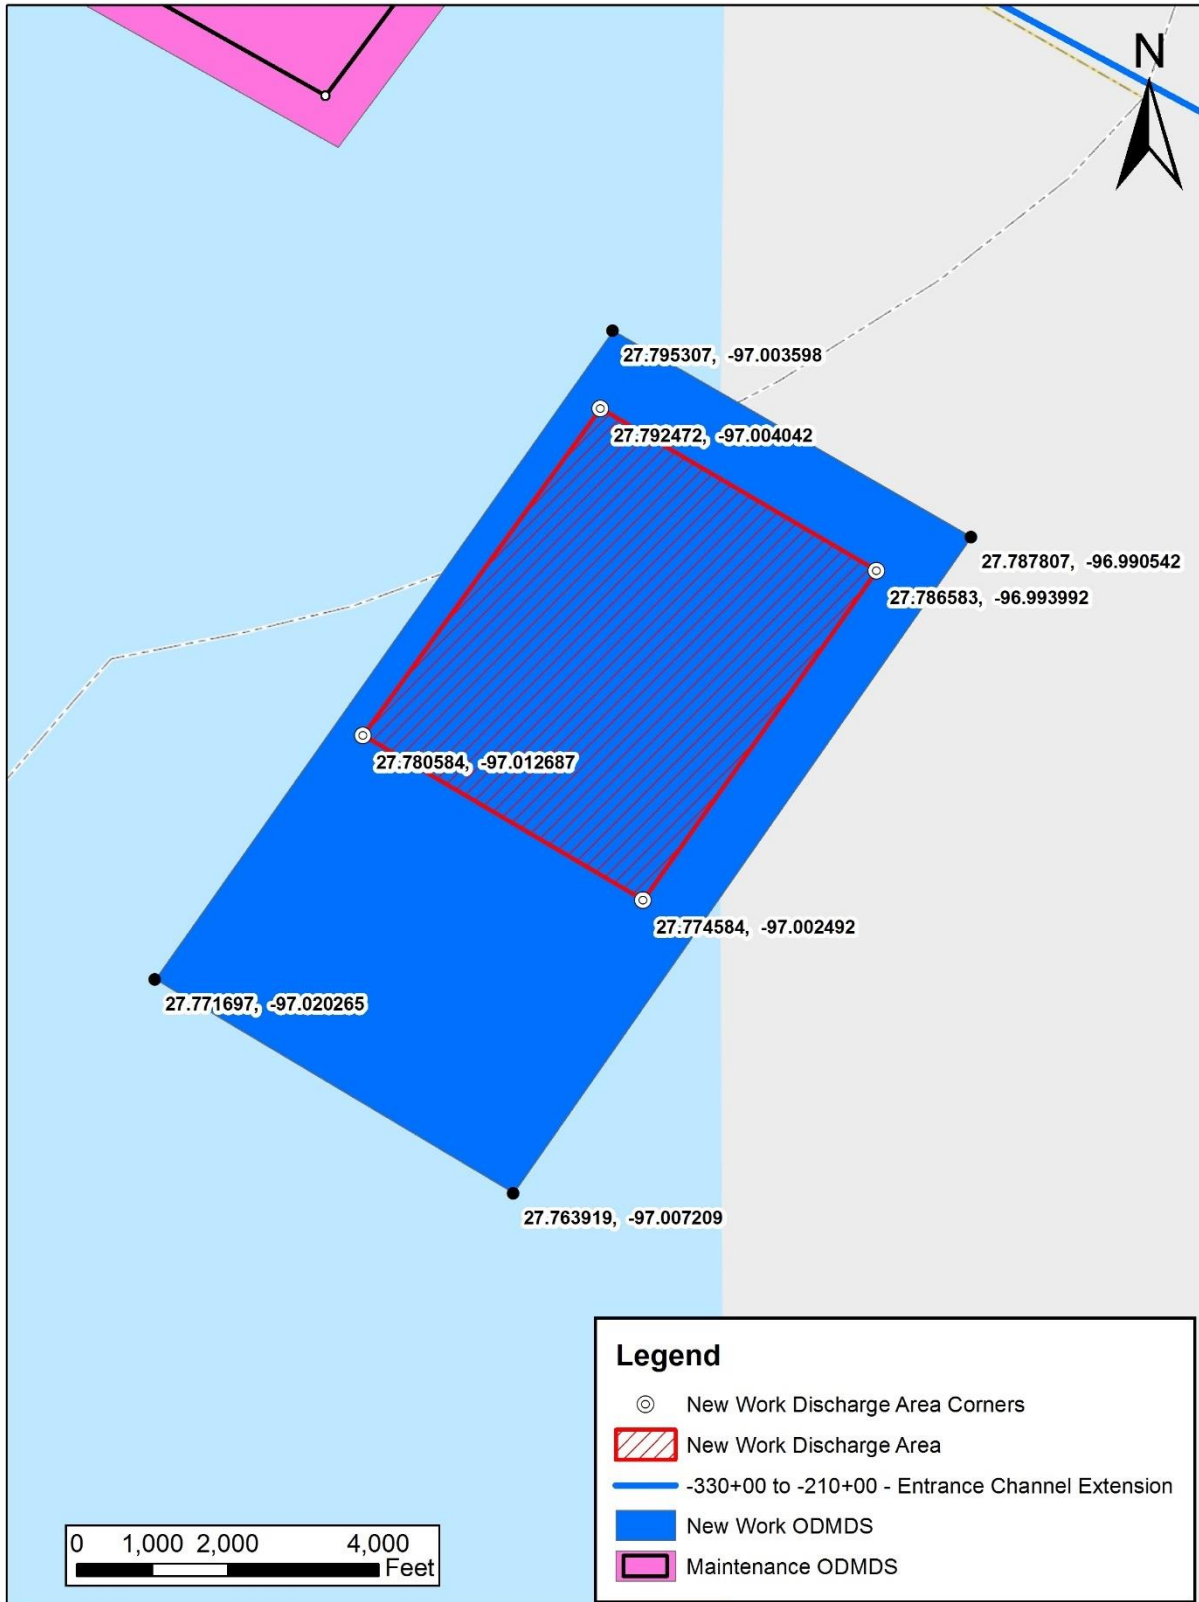 N
27.795307, -97.003598
27.792472, -97.004042
27.787807, -96.990542
27.786583, -96.993992
27.780584, -97.012687
27.774584, -97.002492
27.771697, -97.020265
27.763919, -97.007209
Legend
New Work Discharge Area Corners
New Work Discharge Area
-330+00 to -210+00 - Entrance Channel Extension
New Work ODMDS
Maintenance ODMDS
0 1,000 2,000 4,000
Feet